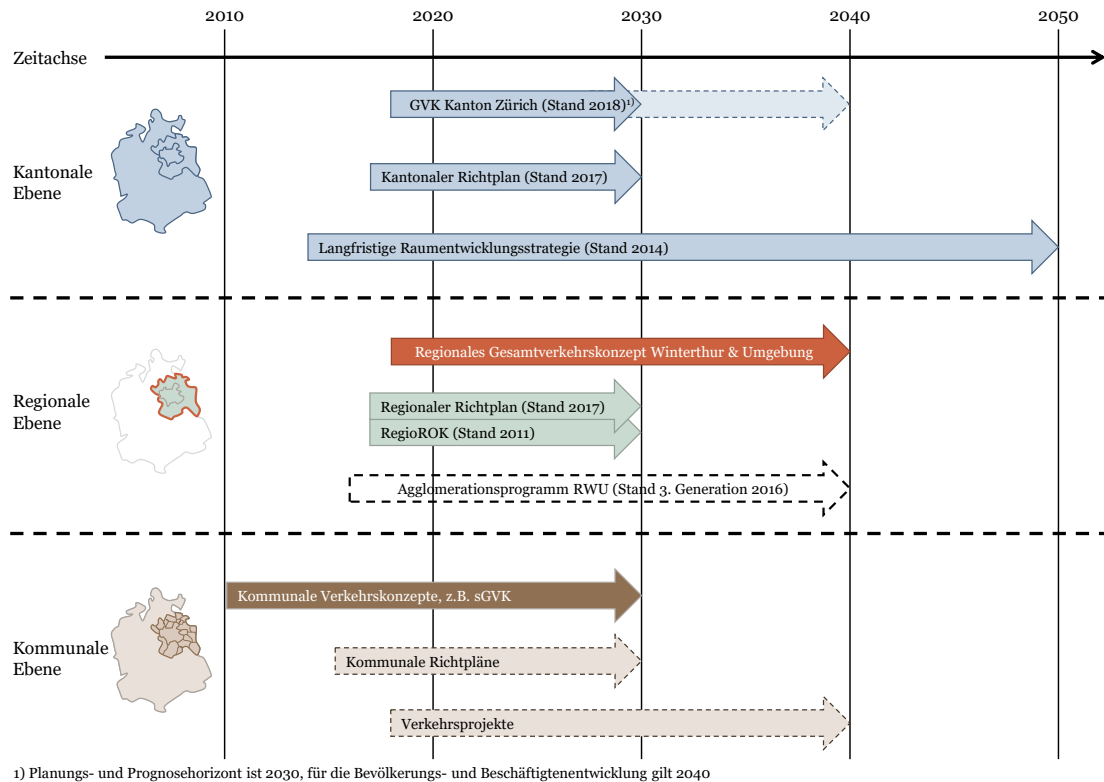 2010 2020 2030 2040 2050
Zeitachse
GVK Kanton Zürich (Stand 2018)¹⁾
Kantonale
Ebene
Kantonaler Richtplan (Stand 2017)
Langfristige Raumentwicklungsstrategie (Stand 2014)
Regionales Gesamtverkehrskonzept Winterthur & Umgebung
Regionale
Ebene
Regionaler Richtplan (Stand 2017)
RegioROK (Stand 2011)
Agglomerationsprogramm RWU (Stand 3. Generation 2016)
Kommunale Verkehrskonzepte, z.B. sGVK
Kommunale
Ebene
Kommunale Richtpläne
Verkehrsprojekte
1) Planungs- und Prognosehorizont ist 2030, für die Bevölkerungs- und Beschäftigtenentwicklung gilt 2040